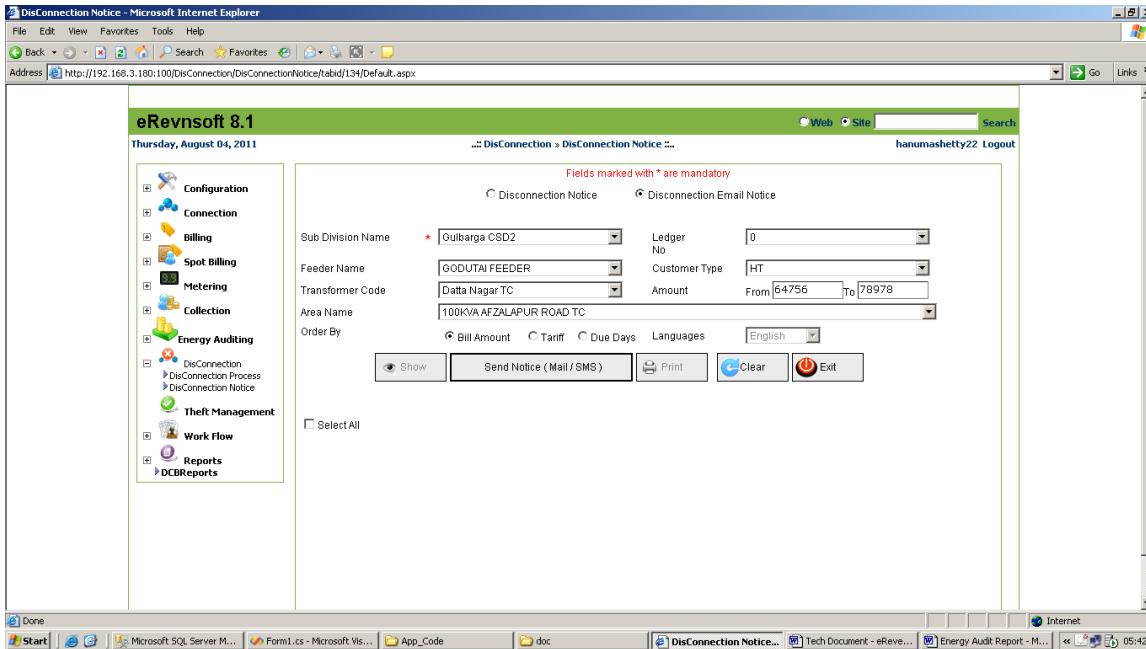 DisConnection Notice - Microsoft Internet Explorer
File Edit View Favorites Tools Help
Back Search Favorites
Address http://192.168.3.180:100/DisConnection/DisConnectionNotice/tabid/134/Default.aspx Go Links
eRevnsoft 8.1 Web Site Search
Thursday, August 04, 2011 ..:: DisConnection » DisConnection Notice ::.. hanumashetty22 Logout
Configuration
Connection
Billing
Spot Billing
Metering
Collection
Energy Auditing
DisConnection
DisConnection Process
DisConnection Notice
Theft Management
Work Flow
Reports
DCBReports
Fields marked with * are mandatory
Disconnection Notice Disconnection Email Notice
Sub Division Name * Gulbarga CSD2 Ledger No 0
Feeder Name GODUTAI FEEDER Customer Type HT
Transformer Code Datta Nagar TC Amount From 64756 To 78978
Area Name 100KVA AFZALAPUR ROAD TC
Order By Bill Amount Tariff Due Days Languages English
Show Send Notice ( Mail / SMS ) Print Clear Exit
Select All
Done Internet
Start Microsoft SQL Server M... Form1.cs - Microsoft Vis... App_Code doc DisConnection Notice... Tech Document - eReve... Energy Audit Report - M... « 05:42